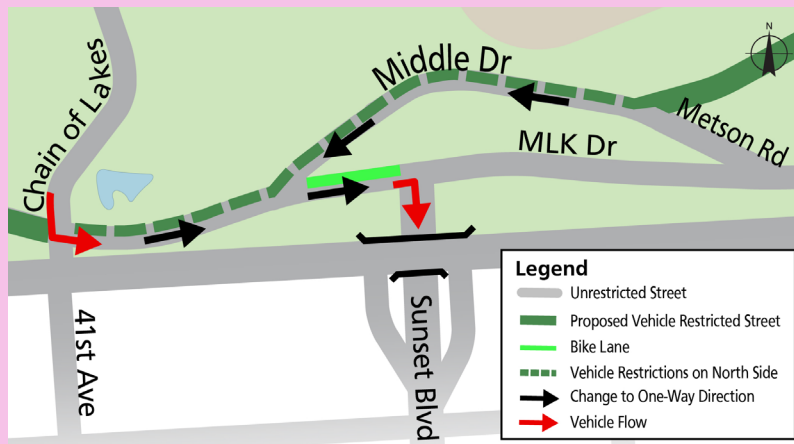 N
Middle Dr
Chain of Lakes
Metson Rd
MLK Dr
41st Ave
Sunset Blvd
Legend
Unrestricted Street
Proposed Vehicle Restricted Street
Bike Lane
Vehicle Restrictions on North Side
Change to One-Way Direction
Vehicle Flow